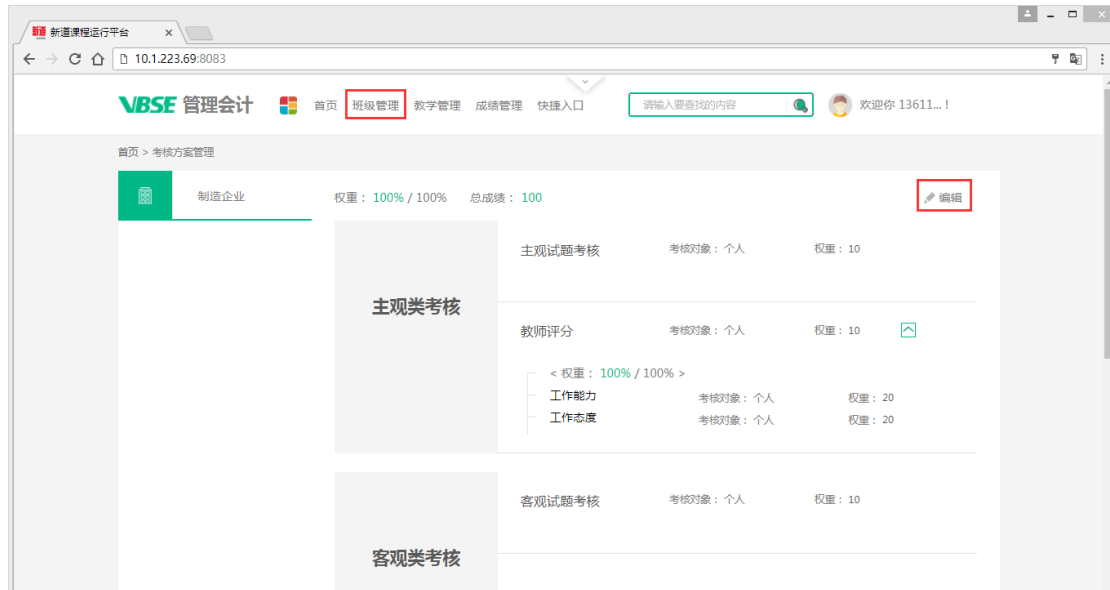 新道课程运行平台
10.1.223.69:8083
VBSE 管理会计 首页 班级管理 教学管理 成绩管理 快捷入口 请输入要查找的内容 欢迎你 13611... !
首页 > 考核方案管理
制造企业 权重： 100% / 100% 总成绩： 100 编辑
主观试题考核 考核对象： 个人 权重： 10
主观类考核
教师评分 考核对象： 个人 权重： 10
< 权重： 100% / 100% >
工作能力 考核对象： 个人 权重： 20
工作态度 考核对象： 个人 权重： 20
客观试题考核 考核对象： 个人 权重： 10
客观类考核